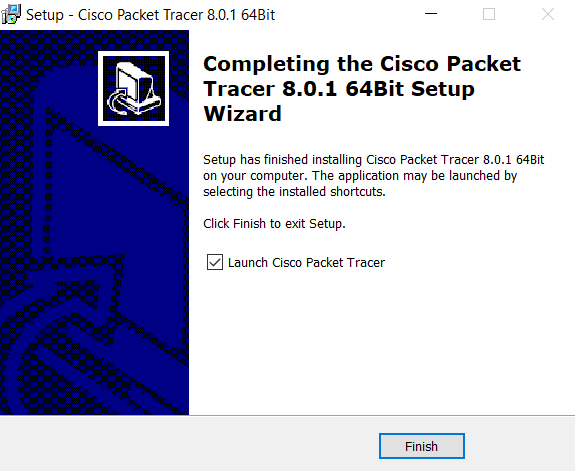 Setup - Cisco Packet Tracer 8.0.1 64Bit
Completing the Cisco Packet
Tracer 8.0.1 64Bit Setup
Wizard
Setup has finished installing Cisco Packet Tracer 8.0.1 64Bit
on your computer. The application may be launched by
selecting the installed shortcuts.
Click Finish to exit Setup.
Launch Cisco Packet Tracer
Finish